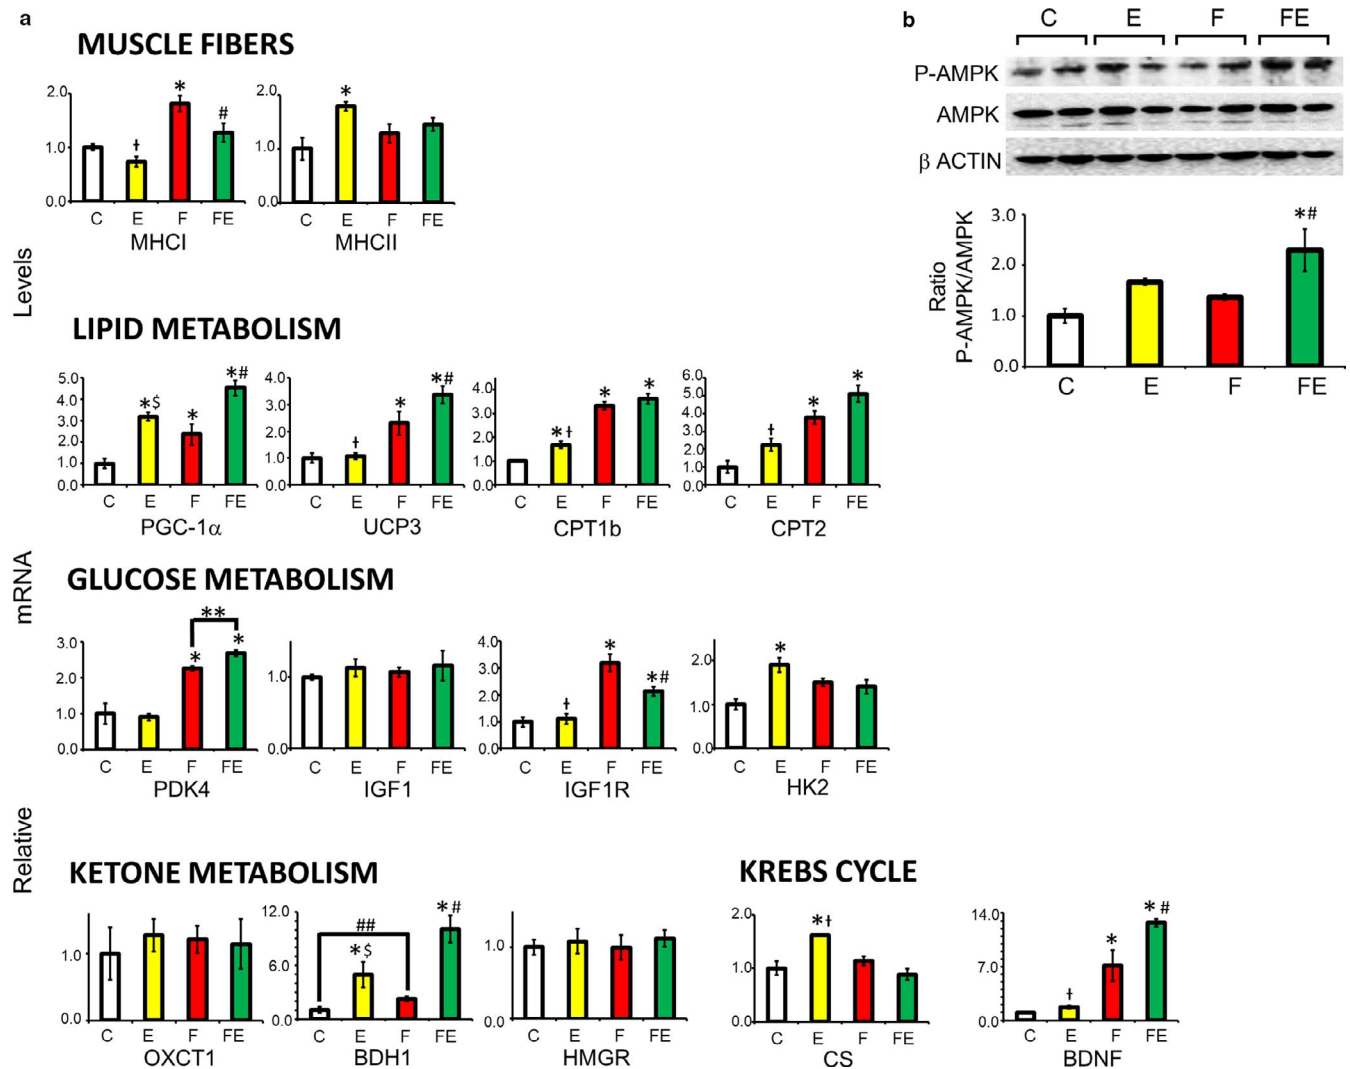 a
MUSCLE FIBERS
2.0
1.0
0.0
†
*
#
C E F FE
MHCI
2.0
1.0
0.0
*
C E F FE
MHCII
Relative mRNA Levels
LIPID METABOLISM
5.0
4.0
3.0
2.0
1.0
0.0
*$
*
*#
C E F FE
PGC-1α
4.0
3.0
2.0
1.0
0.0
†
*
*#
C E F FE
UCP3
4.0
3.0
2.0
1.0
0.0
*†
*
*
C E F FE
CPT1b
6.0
5.0
4.0
3.0
2.0
1.0
0.0
†
*
*
C E F FE
CPT2
GLUCOSE METABOLISM
3.0
2.0
1.0
0.0
**
*
*
C E F FE
PDK4
1.0
0.0
C E F FE
IGF1
4.0
3.0
2.0
1.0
0.0
†
*
*#
C E F FE
IGF1R
2.0
1.0
0.0
*
C E F FE
HK2
KETONE METABOLISM
1.0
0.0
C E F FE
OXCT1
12.0
6.0
0.0
##
*$
*#
C E F FE
BDH1
1.0
0.0
C E F FE
HMGR
KREBS CYCLE
2.0
1.0
0.0
*†
C E F FE
CS
14.0
7.0
0.0
†
*
*#
C E F FE
BDNF
b
C E F FE
P-AMPK
AMPK
β ACTIN
Ratio
P-AMPK/AMPK
3.0
2.0
1.0
0.0
*#
C E F FE